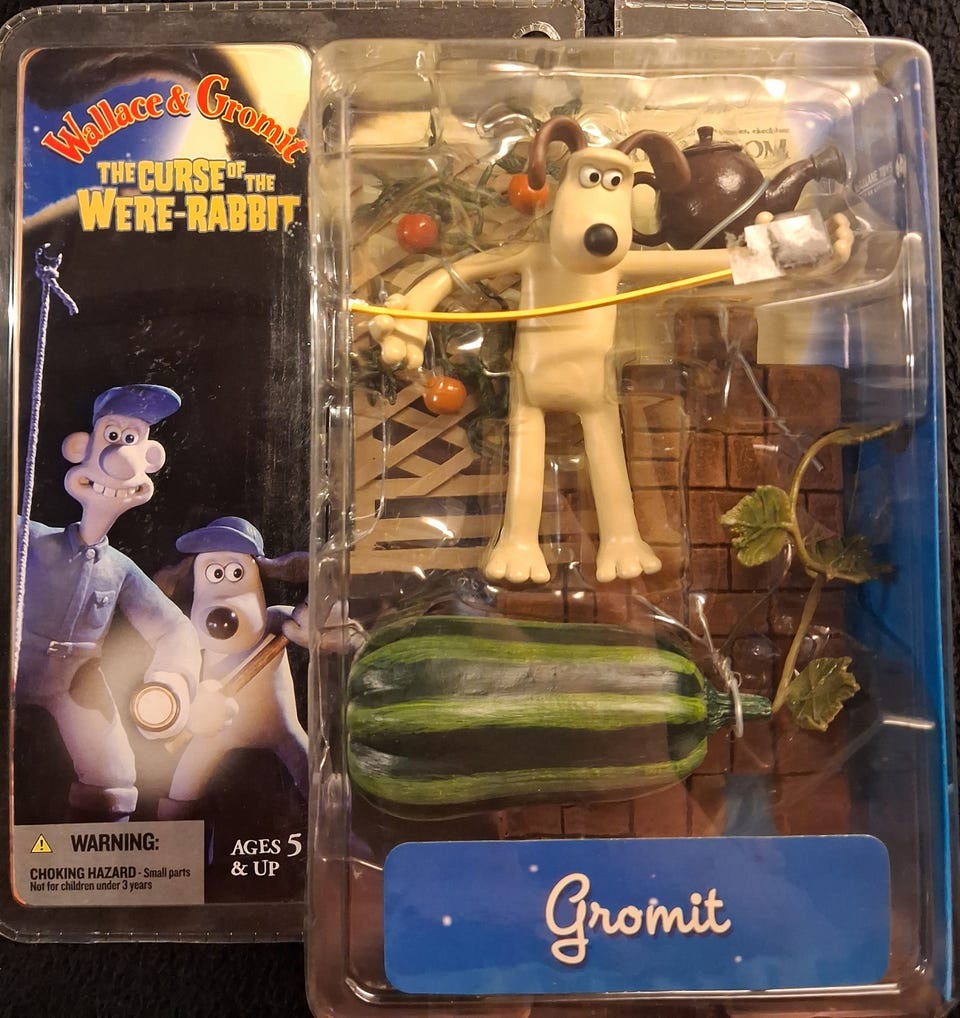 Wallace & Gromit
THE CURSE OF THE
WERE-RABBIT
WARNING:
CHOKING HAZARD - Small parts
Not for children under 3 years
AGES 5
& UP
Gromit